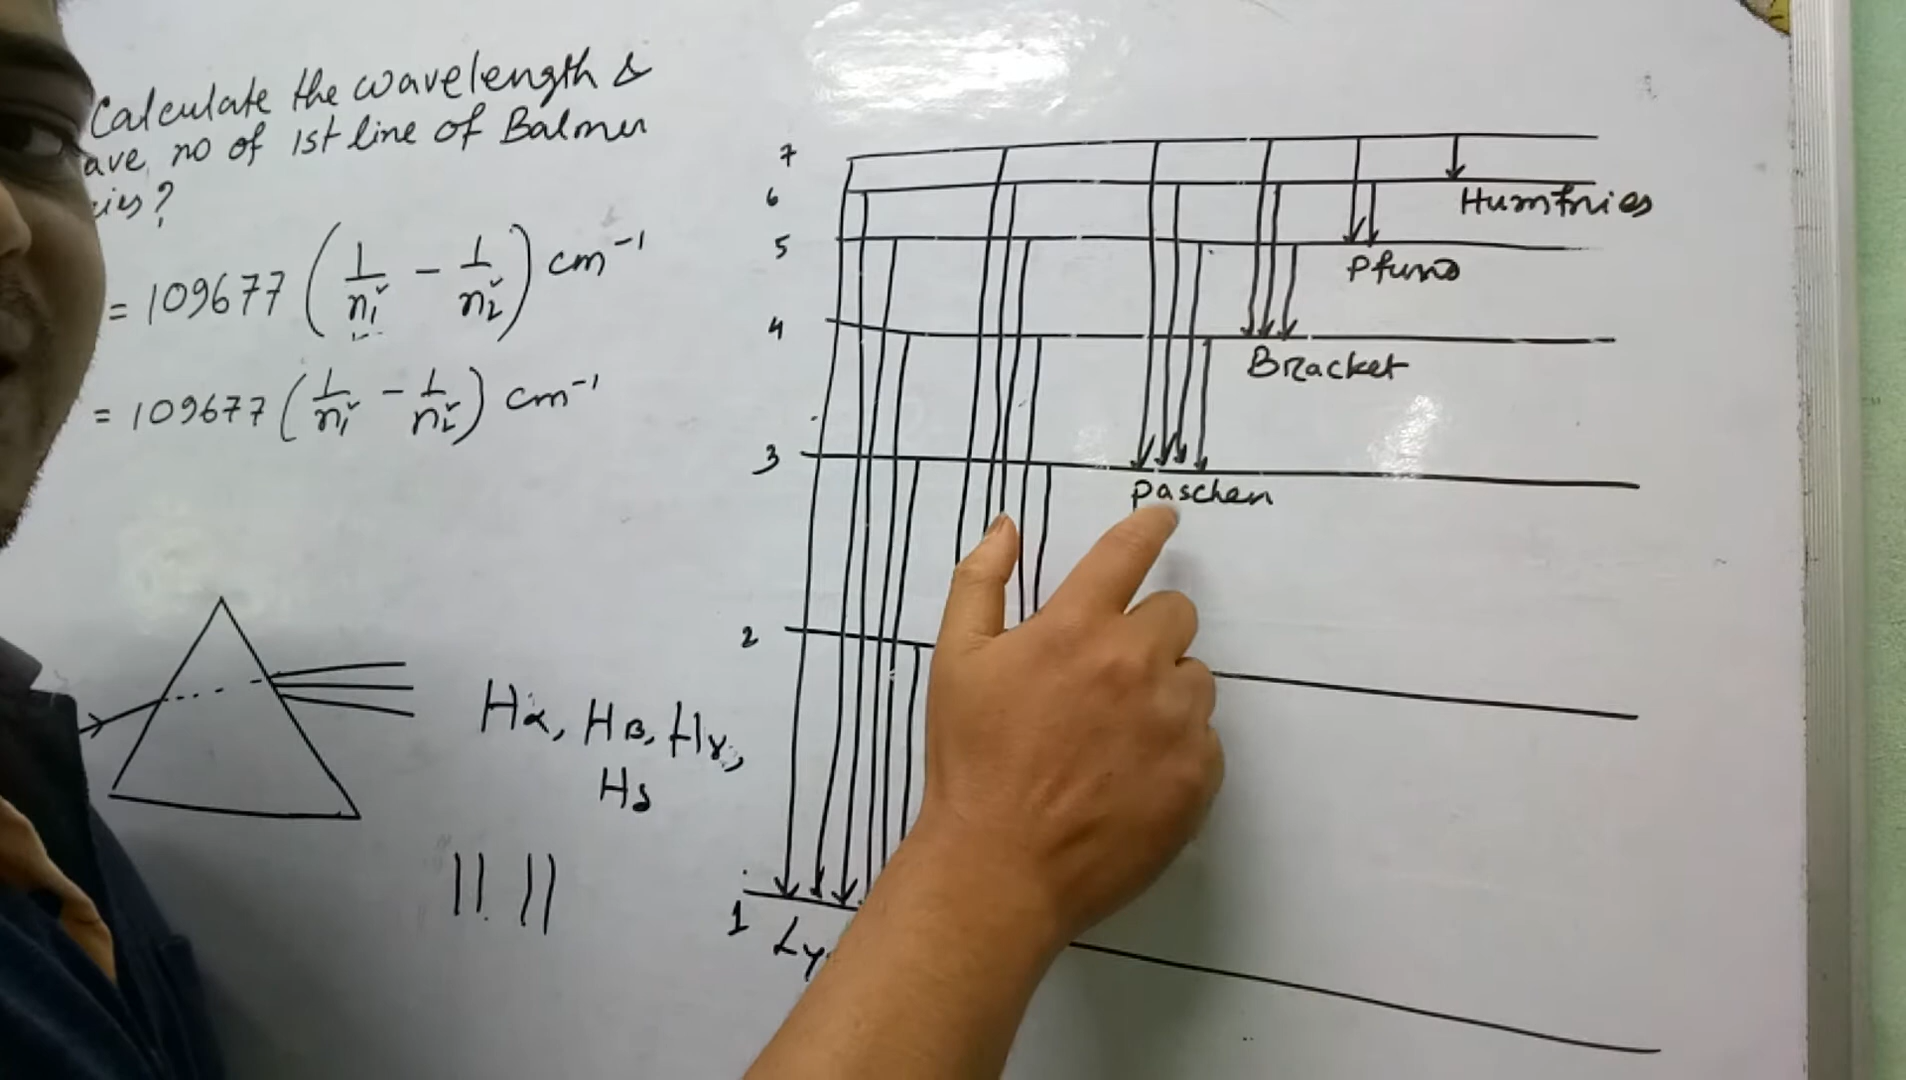 Calculate the wavelength &
ave. no of 1st line of Balmer
ies?
= 109677 (1/n₁² − 1/n₂²) cm⁻¹
= 109677 (1/n₁² − 1/n₂²) cm⁻¹
Hα, Hβ, Hγ,
Hδ
7
6
Humfries
5
Pfund
4
Bracket
3
Paschen
2
1
Ly